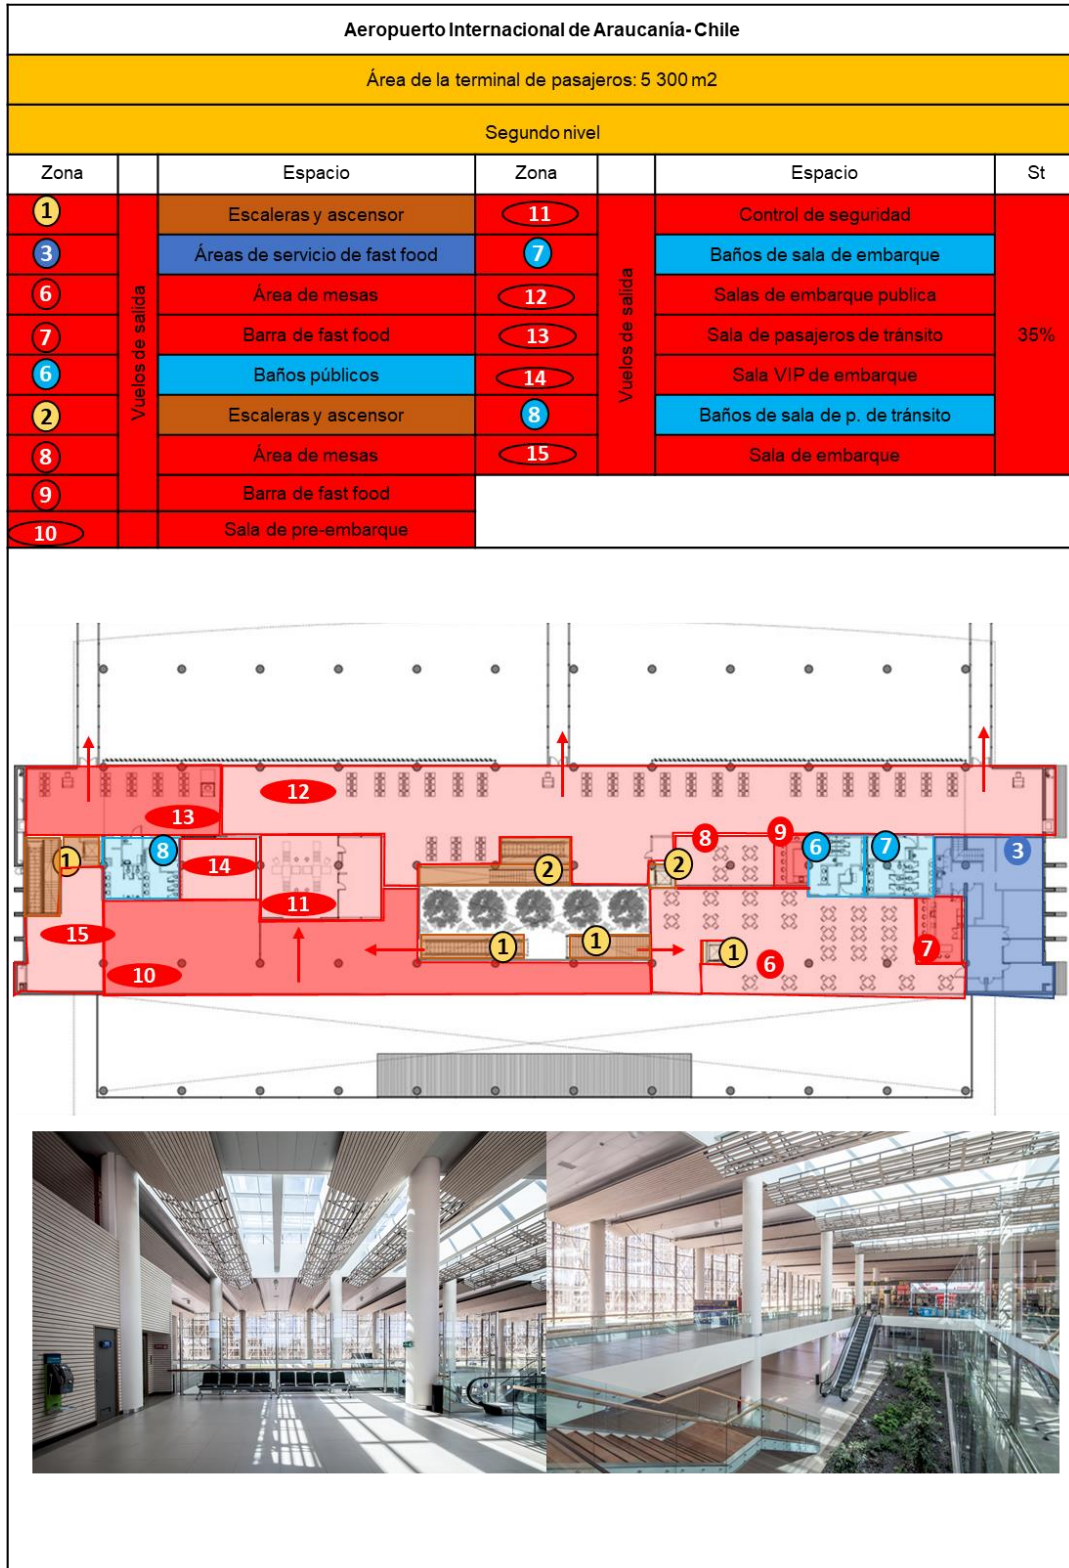 Aeropuerto Internacional de Araucanía- Chile
Área de la terminal de pasajeros: 5 300 m2
Segundo nivel
Zona Espacio Zona Espacio St
1 Escaleras y ascensor 11 Control de seguridad
3 Áreas de servicio de fast food 7 Baños de sala de embarque
6 Área de mesas 12 Salas de embarque publica
7 Barra de fast food 13 Sala de pasajeros de tránsito 35%
6 Baños públicos 14 Sala VIP de embarque
2 Escaleras y ascensor 8 Baños de sala de p. de tránsito
8 Área de mesas 15 Sala de embarque
9 Barra de fast food
10 Sala de pre-embarque
Vuelos de salida
Vuelos de salida
12
13
1 8 14 2 2 8 9 6 7 3
11
15 1 1 1 7
10 6